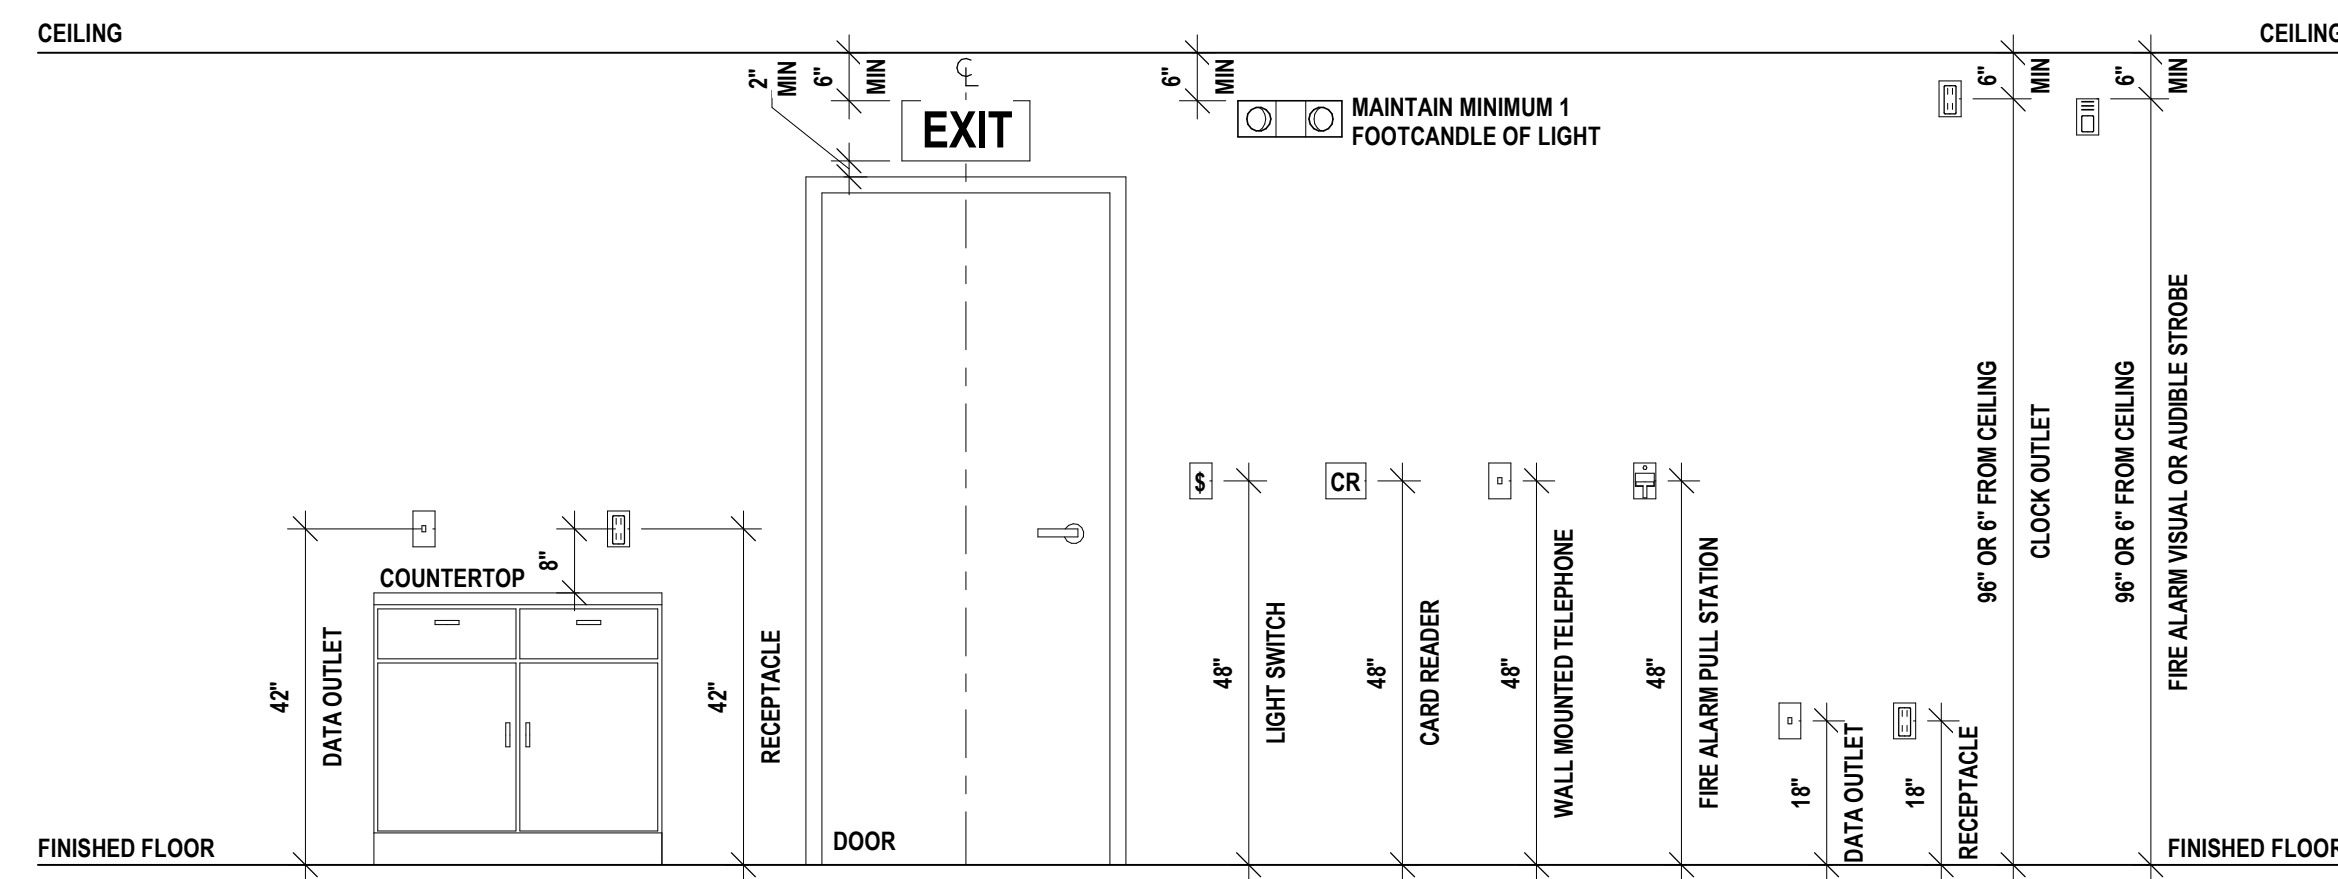 CEILING
CEILING
2"
MIN
6"
MIN
℄
6"
MIN
6"
MIN
6"
MIN
EXIT
MAINTAIN MINIMUM 1
FOOTCANDLE OF LIGHT
$
CR
COUNTERTOP
8"
42"
DATA OUTLET
42"
RECEPTACLE
48"
LIGHT SWITCH
48"
CARD READER
48"
WALL MOUNTED TELEPHONE
48"
FIRE ALARM PULL STATION
18"
DATA OUTLET
18"
RECEPTACLE
96" OR 6" FROM CEILING
CLOCK OUTLET
96" OR 6" FROM CEILING
FIRE ALARM VISUAL OR AUDIBLE STROBE
DOOR
FINISHED FLOOR
FINISHED FLOOR